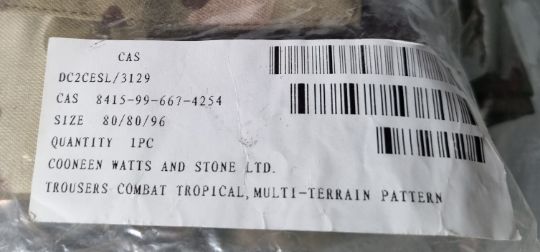 CAS
DC2CESL/3129
CAS 8415-99-667-4254
SIZE 80/80/96
QUANTITY 1PC
COONEEN WATTS AND STONE LTD.
TROUSERS COMBAT TROPICAL, MULTI-TERRAIN PATTERN